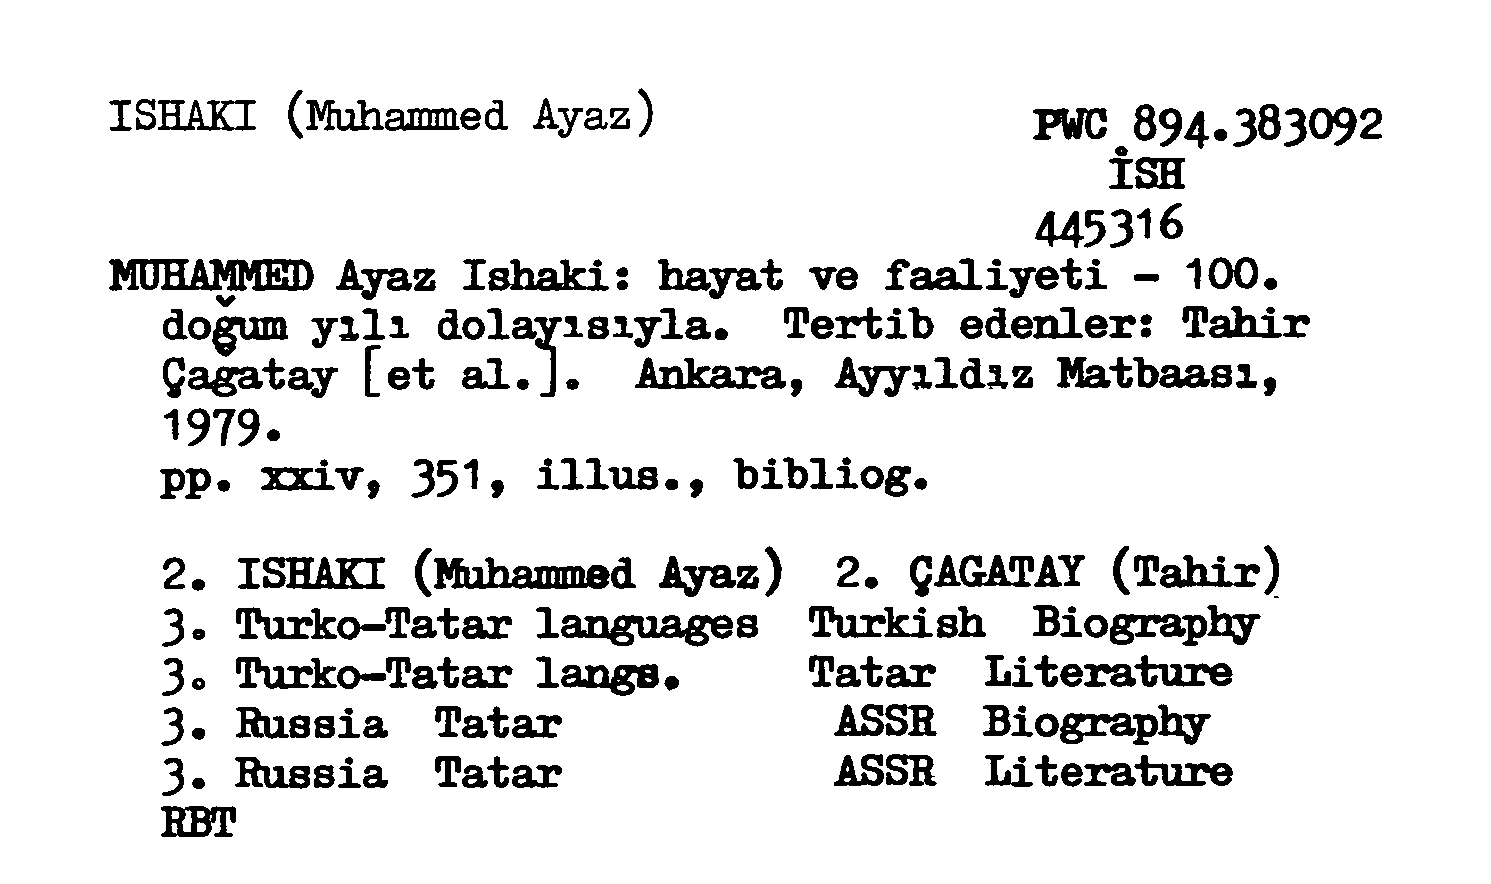 ISHAKI (Muhammed Ayaz)
PWC 894.383092
İSH
445316
MUHAMMED Ayaz Ishaki: hayat ve faaliyeti - 100.
doğum yılı dolayısıyla. Tertib edenler: Tahir
Çağatay [et al.]. Ankara, Ayyıldız Matbaası,
1979.
pp. xxiv, 351, illus., bibliog.
2. ISHAKI (Muhammed Ayaz) 2. ÇAGATAY (Tahir)
3. Turko-Tatar languages Turkish Biography
3. Turko-Tatar langs. Tatar Literature
3. Russia Tatar ASSR Biography
3. Russia Tatar ASSR Literature
RBT